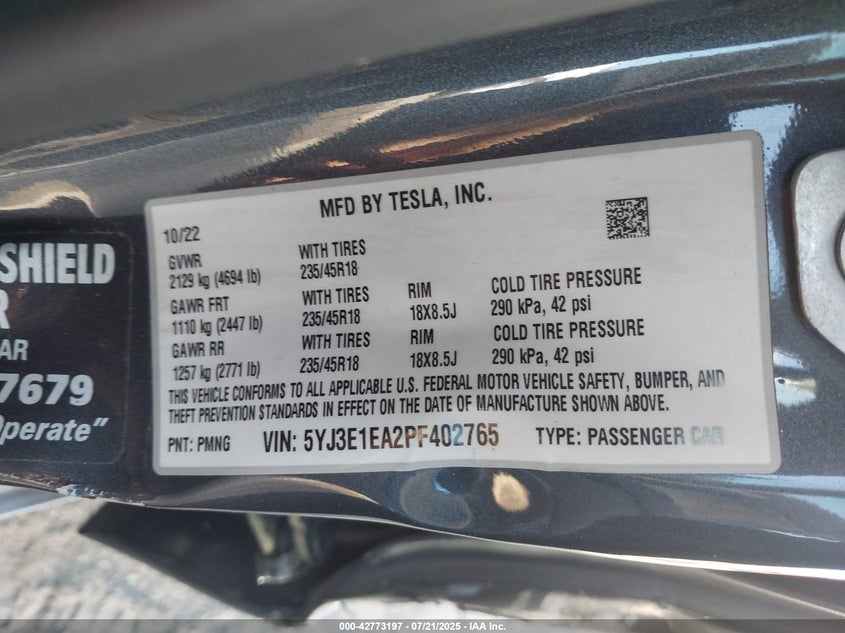 MFD BY TESLA, INC.
10/22
GVWR
2129 kg (4694 lb)
WITH TIRES
235/45R18
GAWR FRT
1110 kg (2447 lb)
WITH TIRES
235/45R18
RIM
18X8.5J
COLD TIRE PRESSURE
290 kPa, 42 psi
GAWR RR
1257 kg (2771 lb)
WITH TIRES
235/45R18
RIM
18X8.5J
COLD TIRE PRESSURE
290 kPa, 42 psi
THIS VEHICLE CONFORMS TO ALL APPLICABLE U.S. FEDERAL MOTOR VEHICLE SAFETY, BUMPER, AND
THEFT PREVENTION STANDARDS IN EFFECT ON THE DATE OF MANUFACTURE SHOWN ABOVE.
PNT: PMNG VIN: 5YJ3E1EA2PF402765 TYPE: PASSENGER CAR
SHIELD
R
AR
7679
Operate"
000-42773197 - 07/21/2025 - IAA Inc.